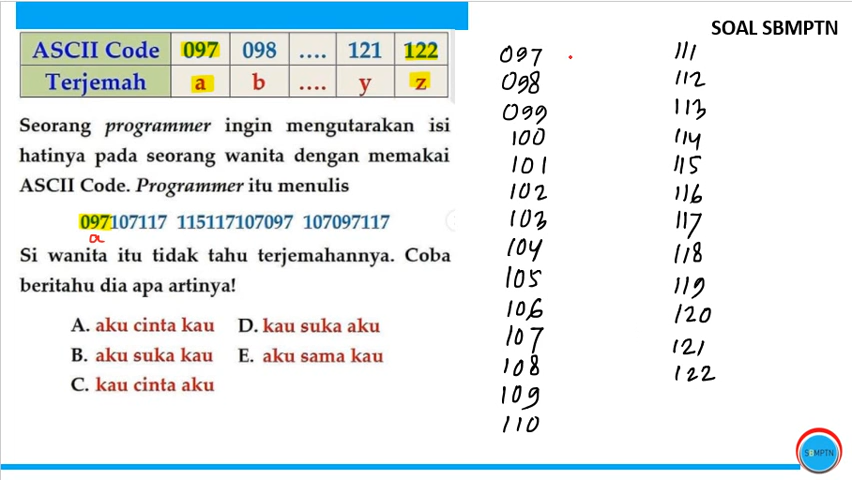 SOAL SBMPTN
ASCII Code 097 098 .... 121 122
Terjemah a b .... y z
Seorang programmer ingin mengutarakan isi
hatinya pada seorang wanita dengan memakai
ASCII Code. Programmer itu menulis
097107117 115117107097 107097117
a
Si wanita itu tidak tahu terjemahannya. Coba
beritahu dia apa artinya!
A. aku cinta kau D. kau suka aku
B. aku suka kau E. aku sama kau
C. kau cinta aku
097
098
099
100
101
102
103
104
105
106
107
108
109
110
111
112
113
114
115
116
117
118
119
120
121
122
SBMPTN